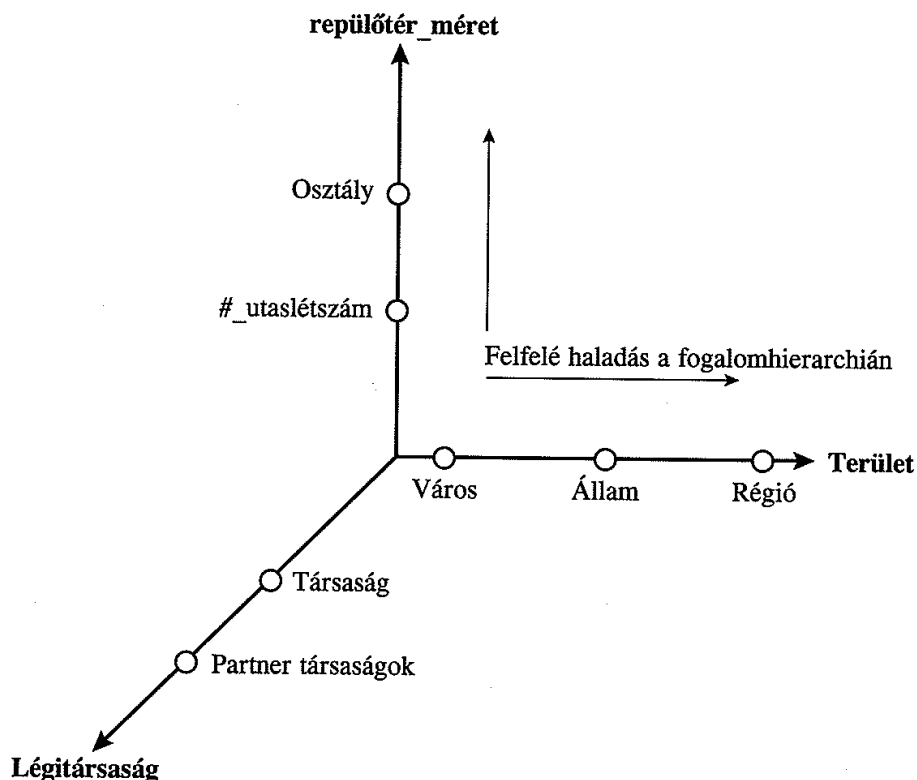 repülőtér_méret
Osztály
#_utaslétszám
Felfelé haladás a fogalomhierarchián
Terület
Város
Állam
Régió
Társaság
Partner társaságok
Légitársaság